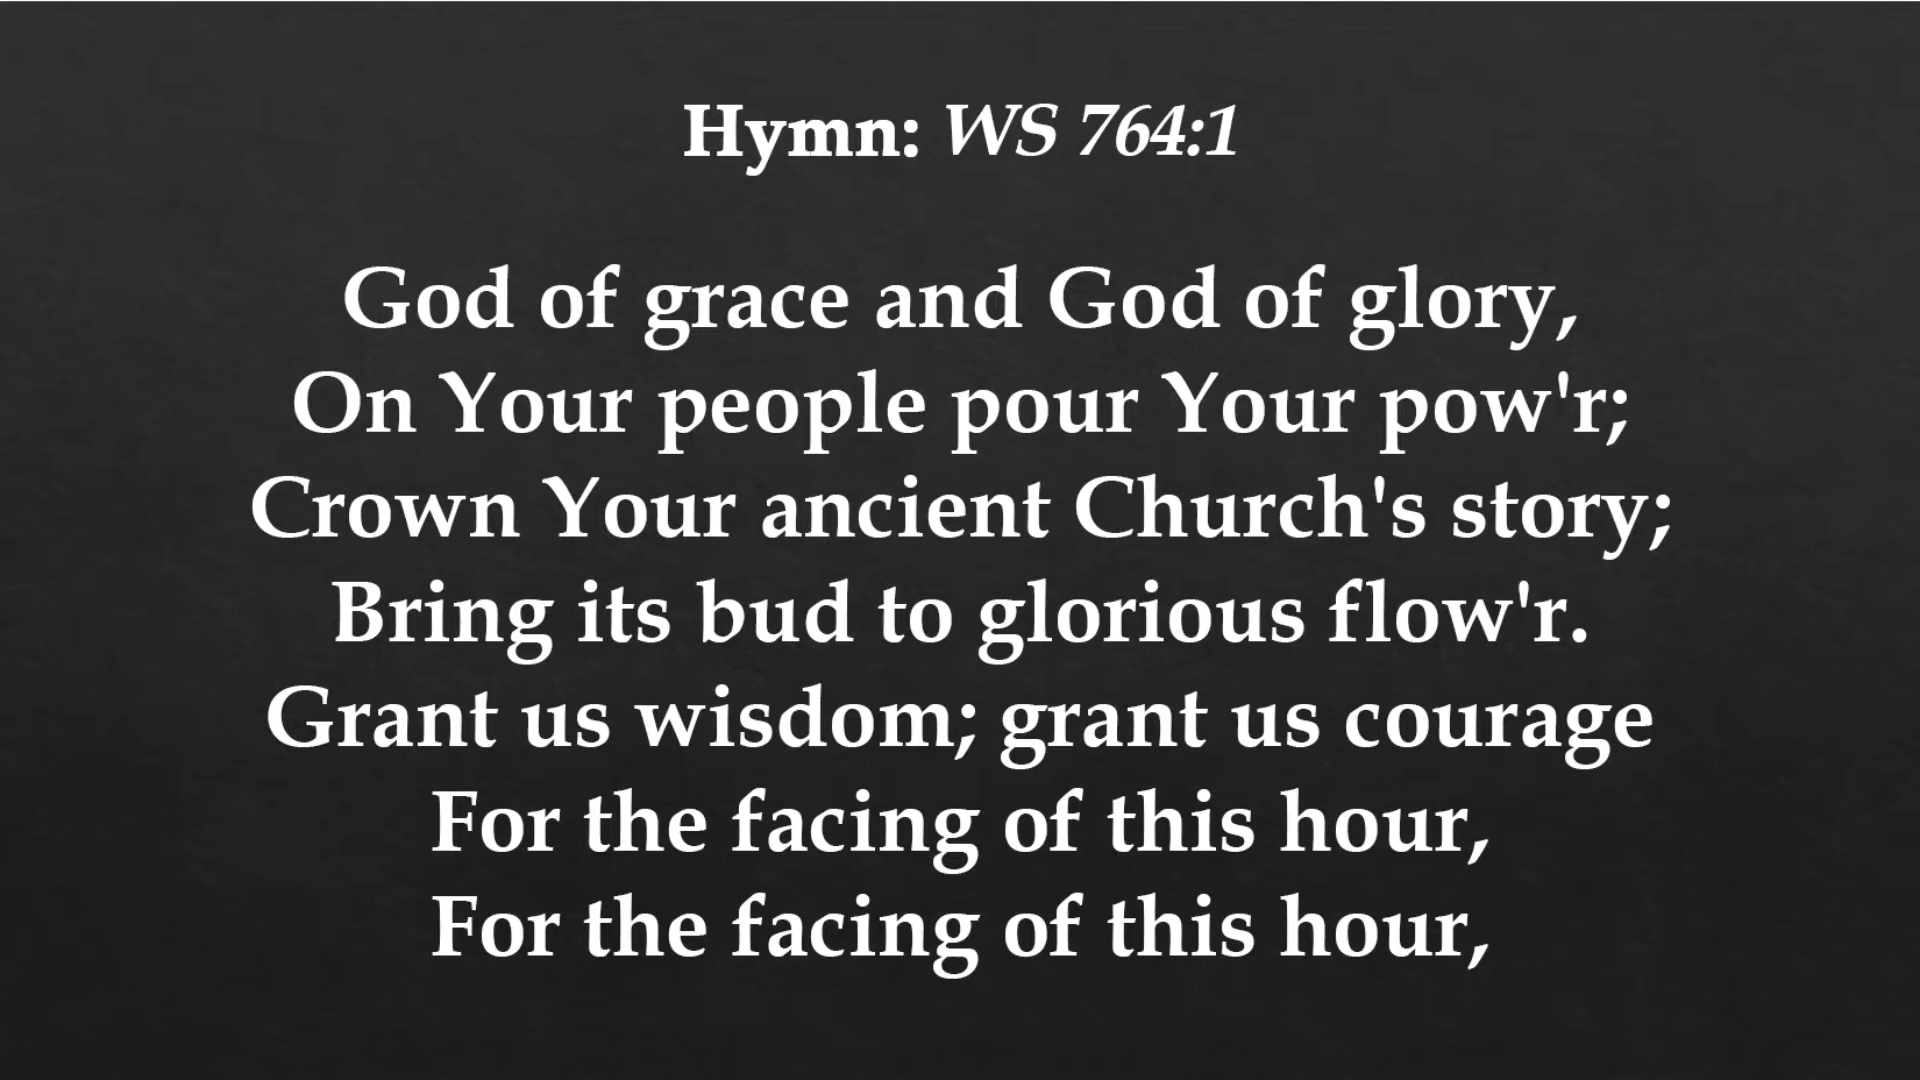 Hymn: WS 764:1
God of grace and God of glory,
On Your people pour Your pow'r;
Crown Your ancient Church's story;
Bring its bud to glorious flow'r.
Grant us wisdom; grant us courage
For the facing of this hour,
For the facing of this hour,